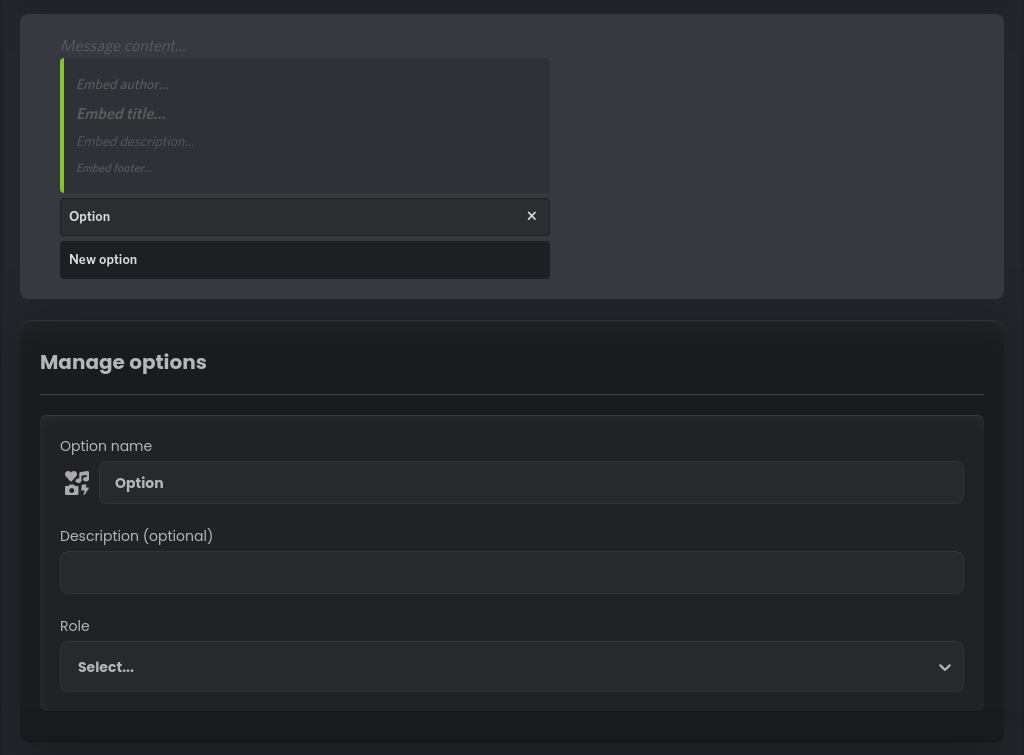 Message content...
Embed author...
Embed title...
Embed description...
Embed footer...
Option
New option
Manage options
Option name
Option
Description (optional)
Role
Select...